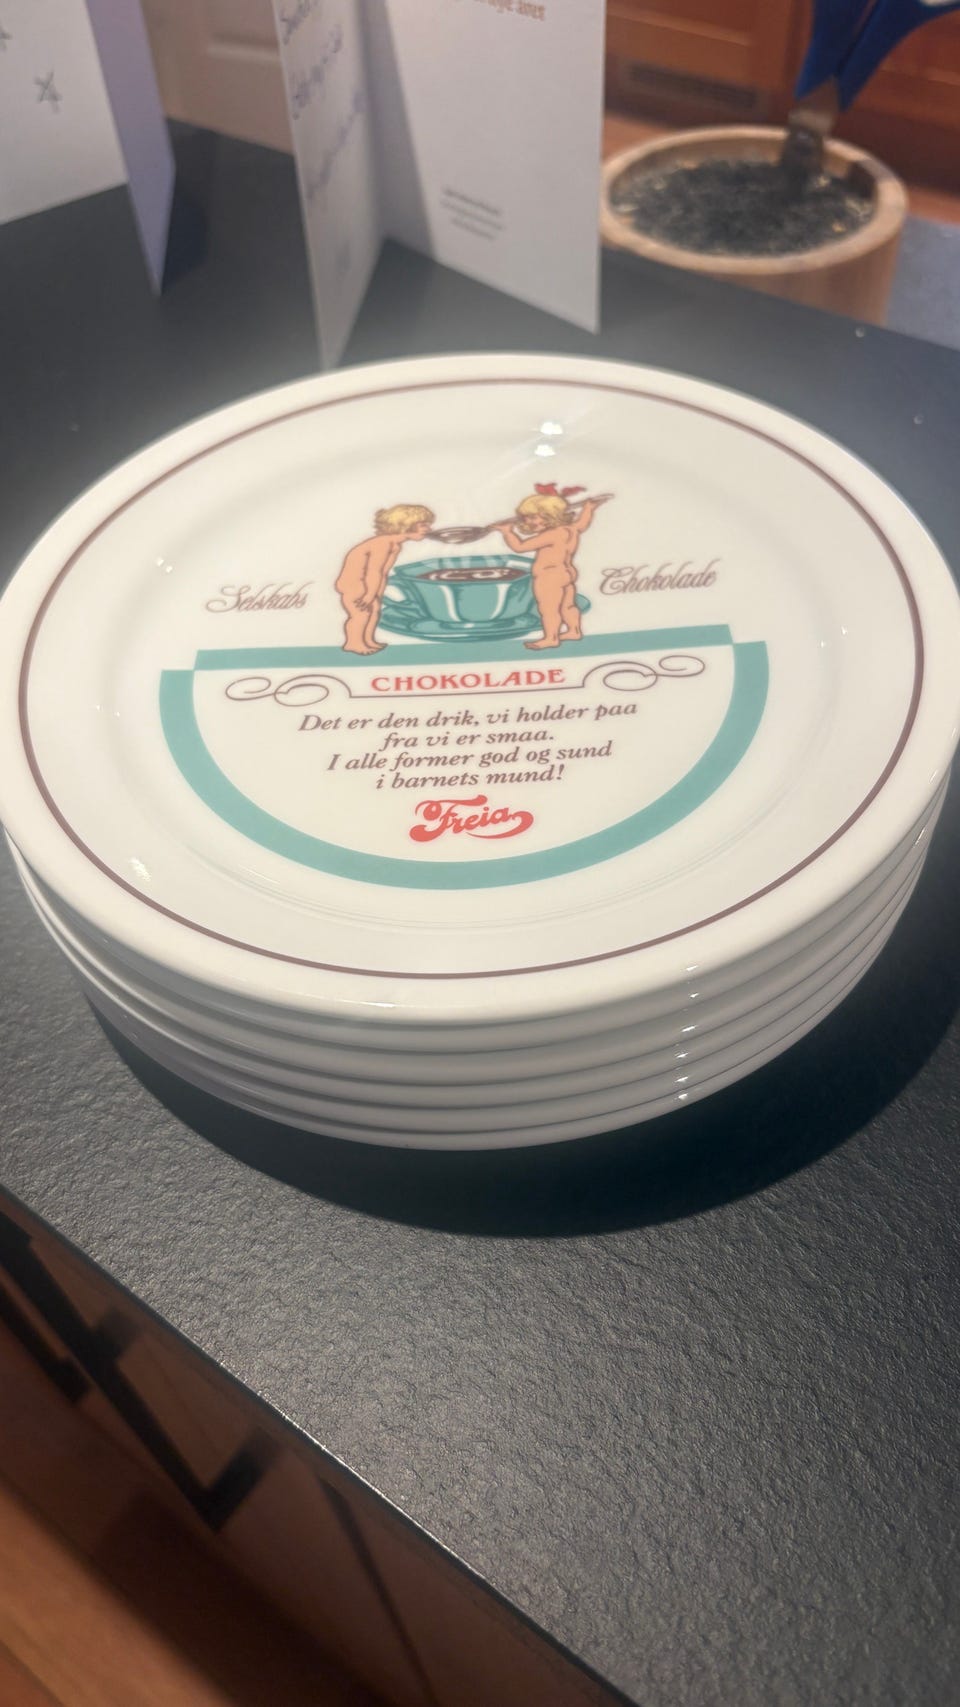 Selskabs Chokolade
CHOKOLADE
Det er den drik, vi holder paa
fra vi er smaa.
I alle former god og sund
i barnets mund!
Freia